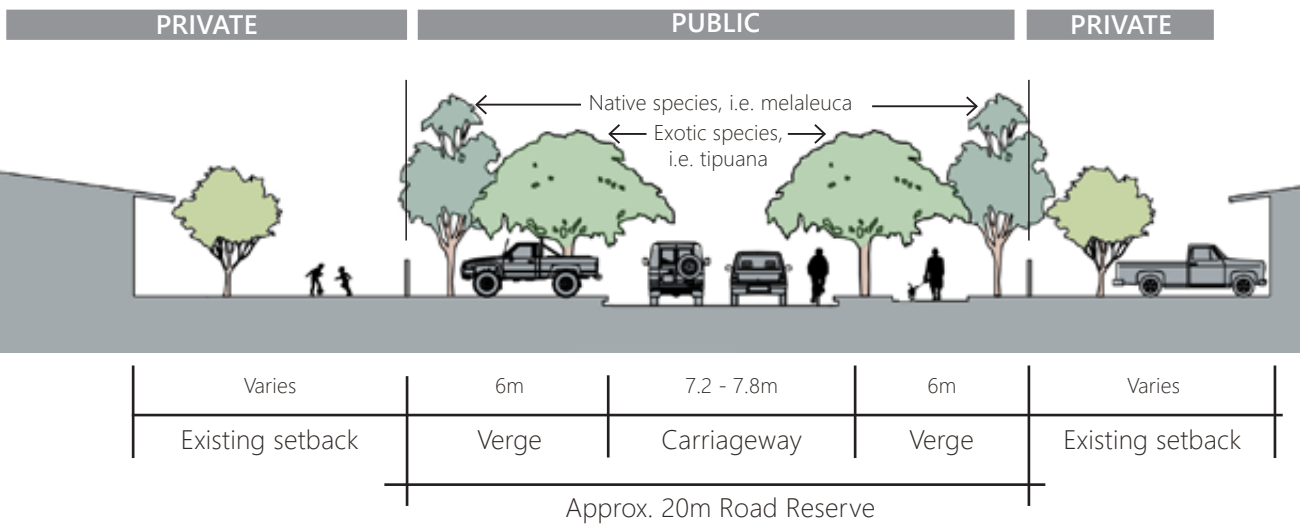 PRIVATE
PUBLIC
PRIVATE
Native species, i.e. melaleuca
Exotic species,
i.e. tipuana
Varies
6m
7.2 - 7.8m
6m
Varies
Existing setback
Verge
Carriageway
Verge
Existing setback
Approx. 20m Road Reserve